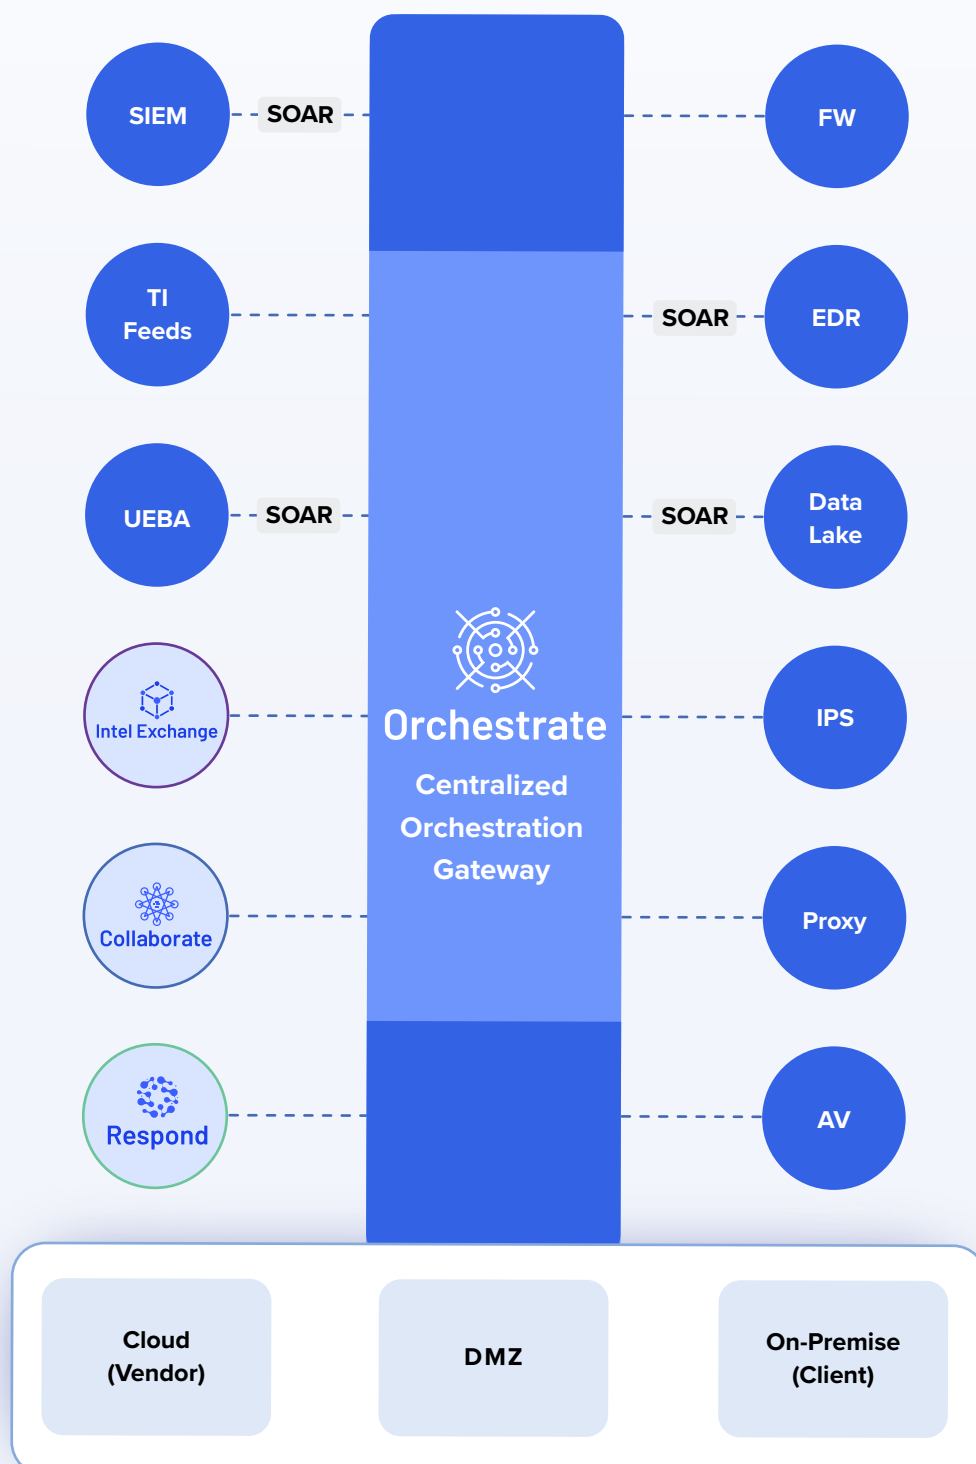 SIEM
SOAR
FW
TI
Feeds
SOAR
EDR
UEBA
SOAR
SOAR
Data
Lake
Intel Exchange
Orchestrate
Centralized
Orchestration
Gateway
IPS
Collaborate
Proxy
Respond
AV
Cloud
(Vendor)
DMZ
On-Premise
(Client)